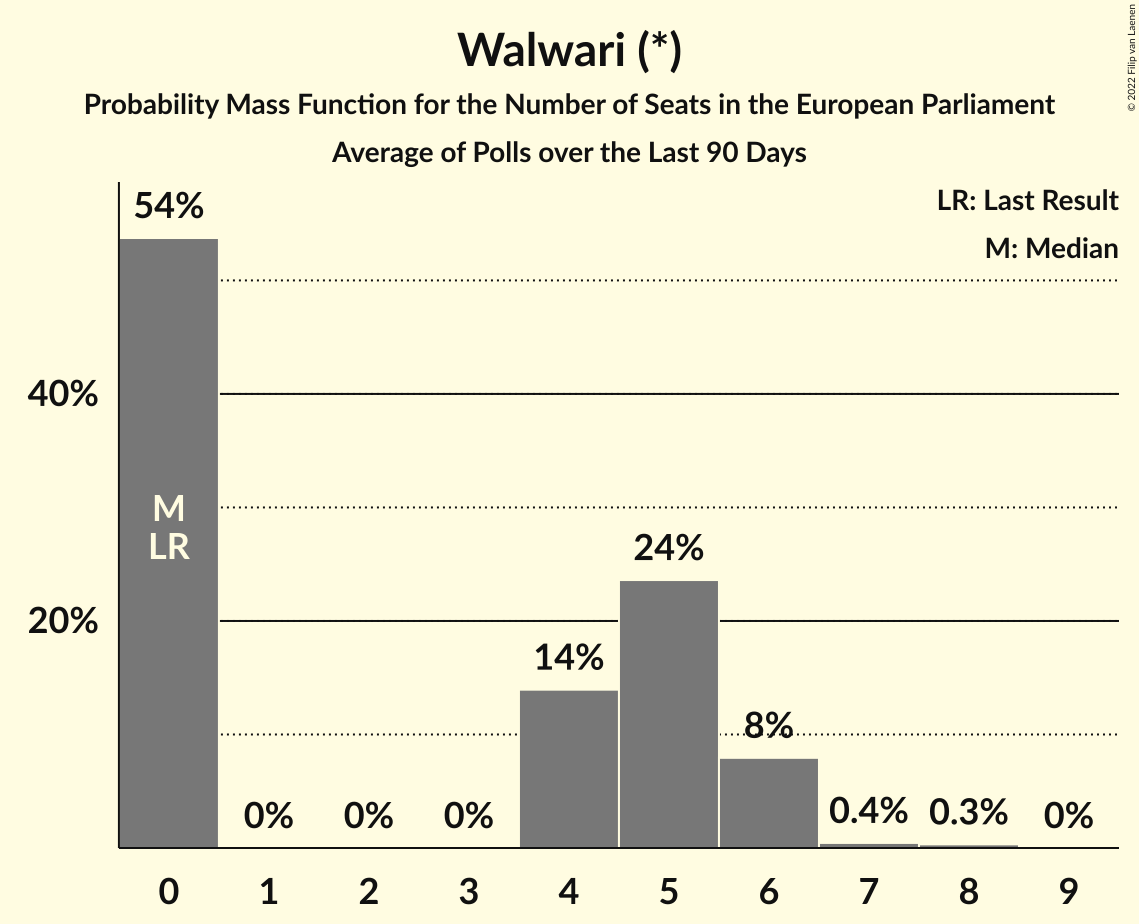 Walwari (*)
Probability Mass Function for the Number of Seats in the European Parliament
Average of Polls over the Last 90 Days
© 2022 Filip van Laenen
LR: Last Result
M: Median
54%
40%
M
LR
24%
20%
14%
8%
0% 0% 0% 0.4% 0.3% 0%
0 1 2 3 4 5 6 7 8 9